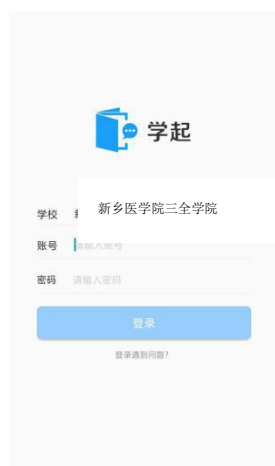 学起
学校 新乡医学院三全学院
账号 请输入账号
密码 请输入密码
登录
登录遇到问题?